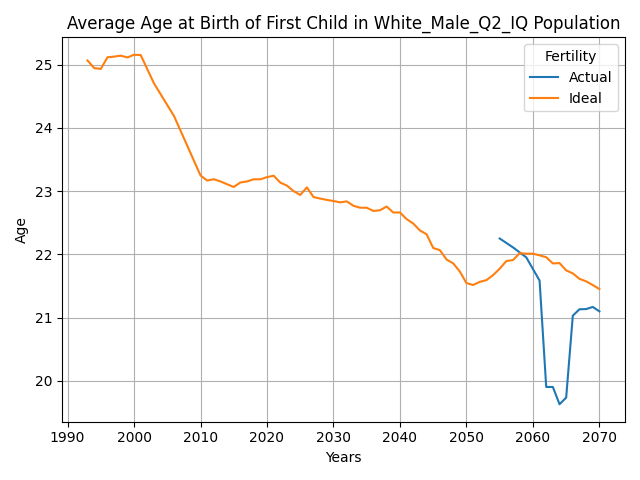 Average Age at Birth of First Child in White_Male_Q2_IQ Population
Fertility
Actual
Ideal
Age
25
24
23
22
21
20
1990 2000 2010 2020 2030 2040 2050 2060 2070
Years